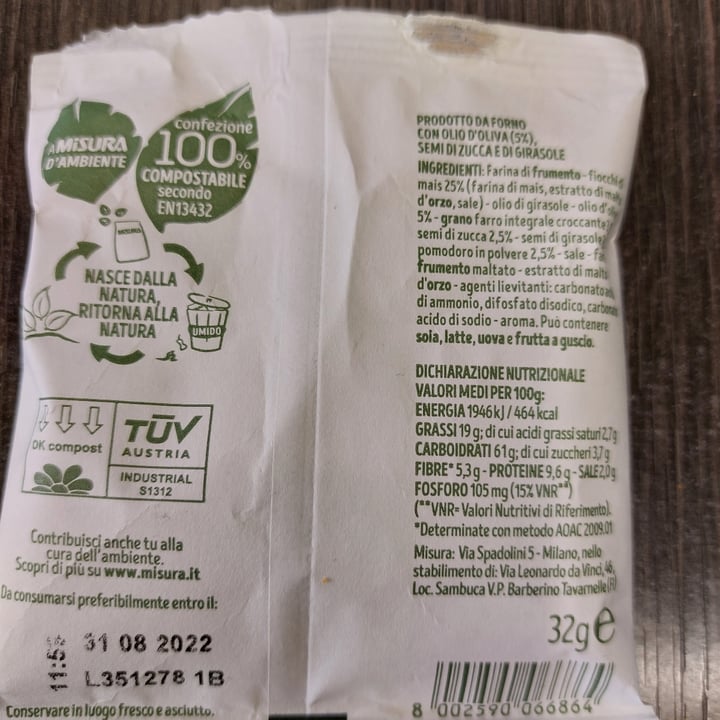 A MISURA
D'AMBIENTE
confezione
100%
COMPOSTABILE
secondo
EN13432
NASCE DALLA
NATURA,
RITORNA ALLA
NATURA
UMIDO
OK compost
TÜV
AUSTRIA
INDUSTRIAL
S1312
Contribuisci anche tu alla
cura dell'ambiente.
Scopri di più su www.misura.it
Da consumarsi preferibilmente entro il:
31 08 2022
L351278 1B
Conservare in luogo fresco e asciutto.
PRODOTTO DA FORNO
CON OLIO D'OLIVA (5%),
SEMI DI ZUCCA E DI GIRASOLE
INGREDIENTI: Farina di frumento - fiocchi
mais 25% (farina di mais, estratto di
d'orzo, sale) - olio di girasole -
5% - grano farro integrale croccante
semi di zucca 2,5% - semi di girasole
pomodoro in polvere 2,5% - sale -
frumento maltato - estratto di
d'orzo - agenti lievitanti: carbonato
di ammonio, difosfato disodico,
acido di sodio - aroma. Può contenere
soia, latte, uova e frutta a guscio.
DICHIARAZIONE NUTRIZIONALE
VALORI MEDI PER 100g:
ENERGIA 1946 kJ / 464 kcal
GRASSI 19 g; di cui acidi grassi saturi 2,7 g
CARBOIDRATI 61 g; di cui zuccheri 3,7 g
FIBRE* 5,3 g - PROTEINE 9,6 g - SALE 2,0 g
FOSFORO 105 mg (15% VNR**)
(**VNR= Valori Nutritivi di Riferimento).
*Determinate con metodo AOAC 2009.01
Misura: Via Spadolini 5 - Milano, nello
stabilimento di: Via Leonardo da Vinci, 46,
Loc. Sambuca V.P. Barberino Tavarnelle (FI)
32g e
8 002590 066864